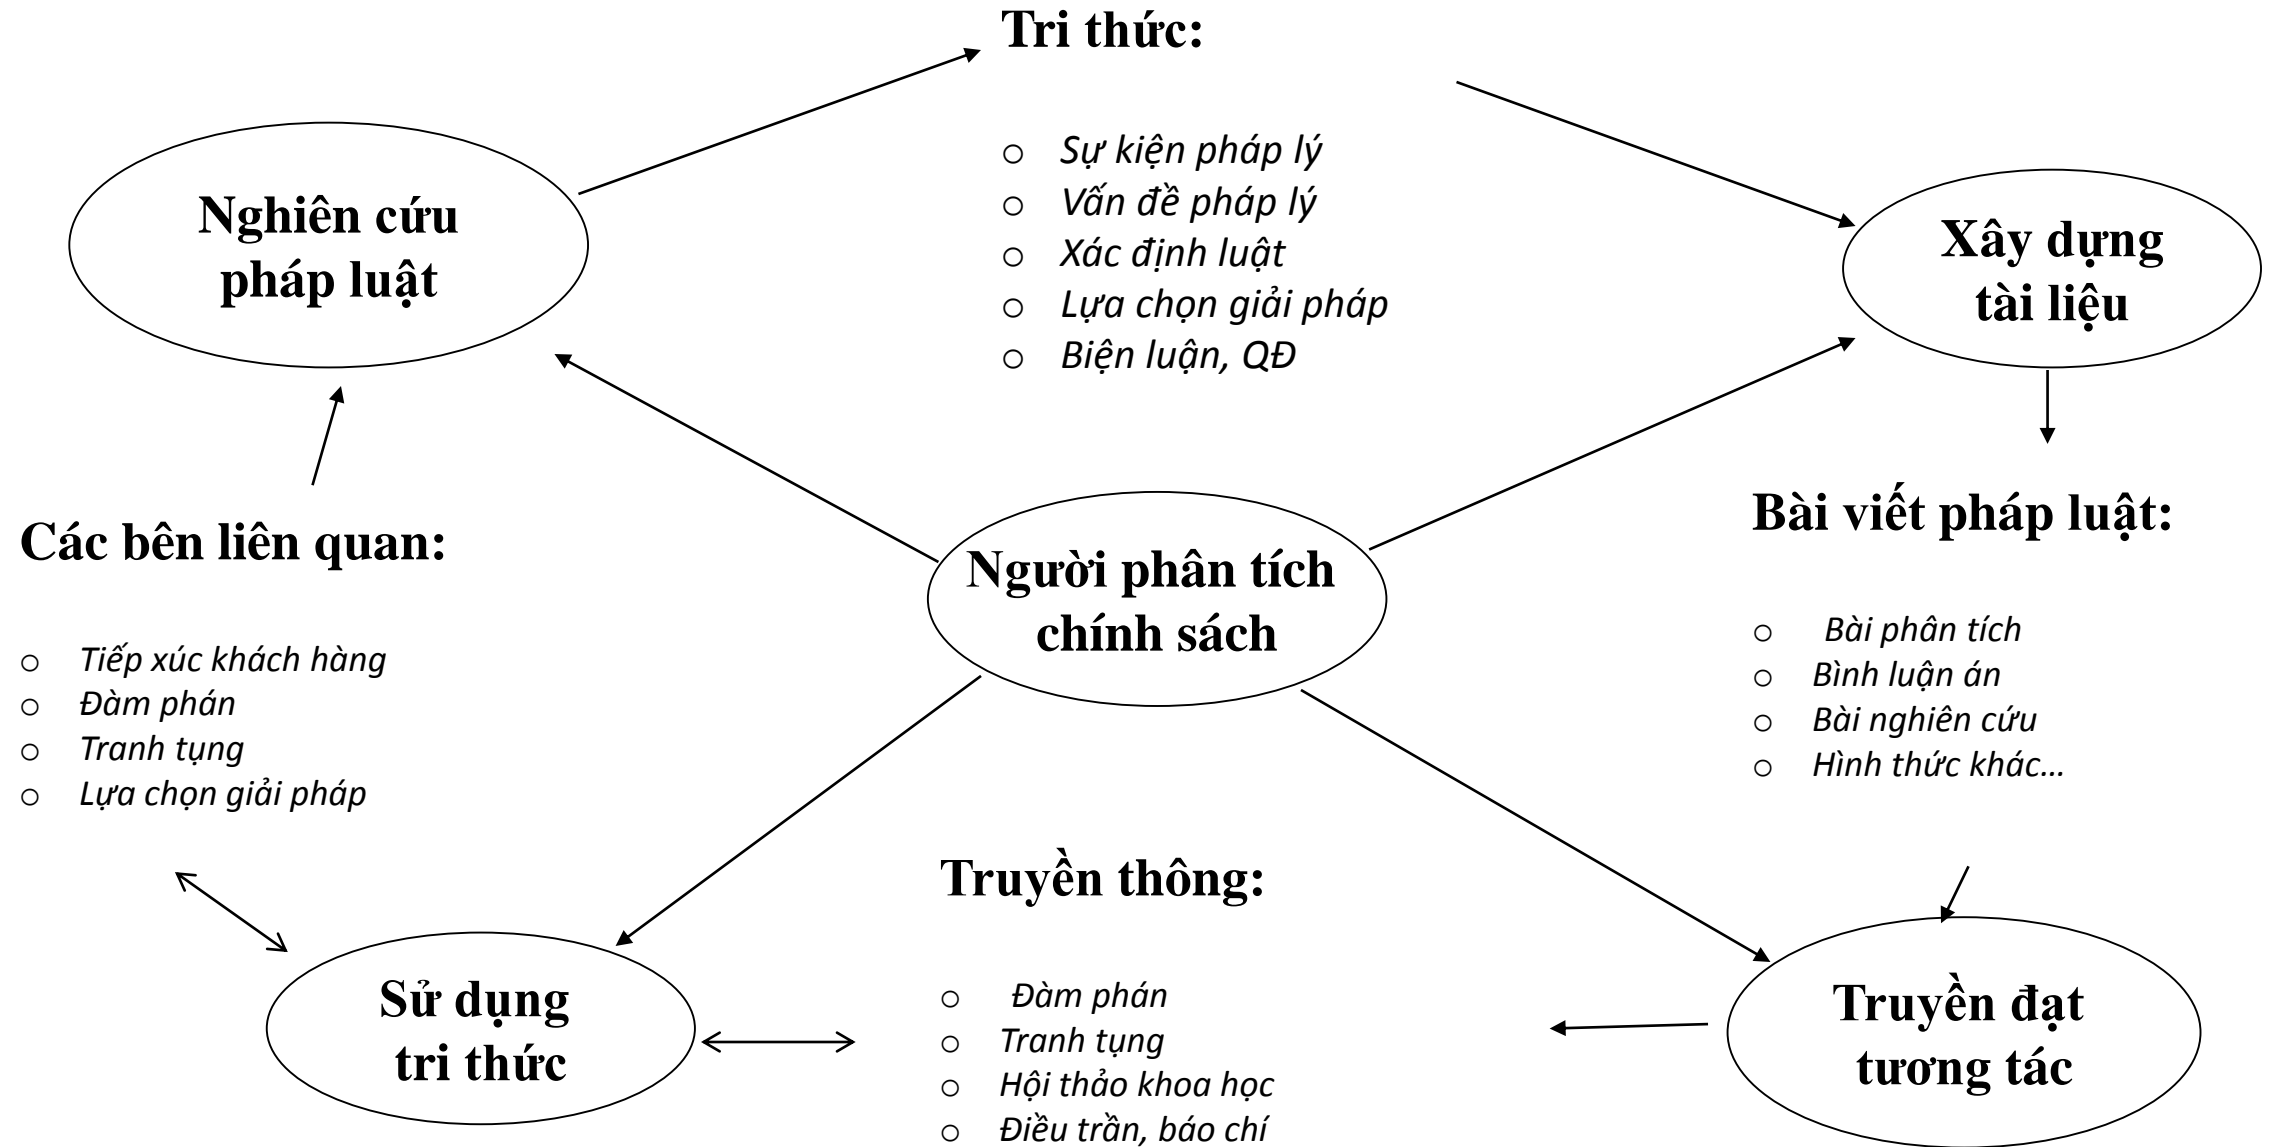 Tri thức:
o Sự kiện pháp lý
o Vấn đề pháp lý
o Xác định luật
o Lựa chọn giải pháp
o Biện luận, QĐ
Nghiên cứu
pháp luật
Xây dựng
tài liệu
Các bên liên quan:
o Tiếp xúc khách hàng
o Đàm phán
o Tranh tụng
o Lựa chọn giải pháp
Người phân tích
chính sách
Bài viết pháp luật:
o Bài phân tích
o Bình luận án
o Bài nghiên cứu
o Hình thức khác…
Truyền thông:
o Đàm phán
o Tranh tụng
o Hội thảo khoa học
o Điều trần, báo chí
Sử dụng
tri thức
Truyền đạt
tương tác